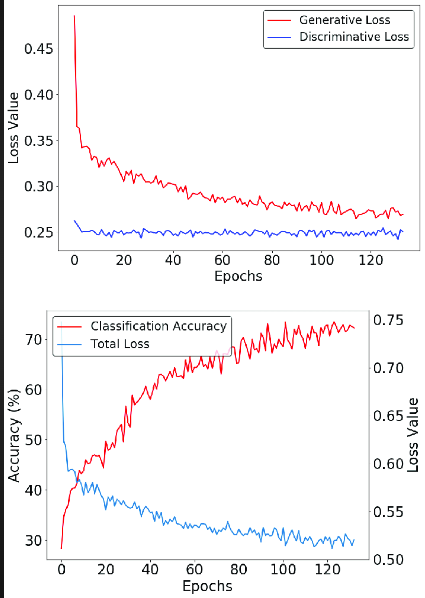 Generative Loss
Discriminative Loss
0.45
0.40
0.35
0.30
0.25
Loss Value
0 20 40 60 80 100 120
Epochs
Classification Accuracy
Total Loss
70
60
50
40
30
Accuracy (%)
0.75
0.70
0.65
0.60
0.55
0.50
Loss Value
0 20 40 60 80 100 120
Epochs